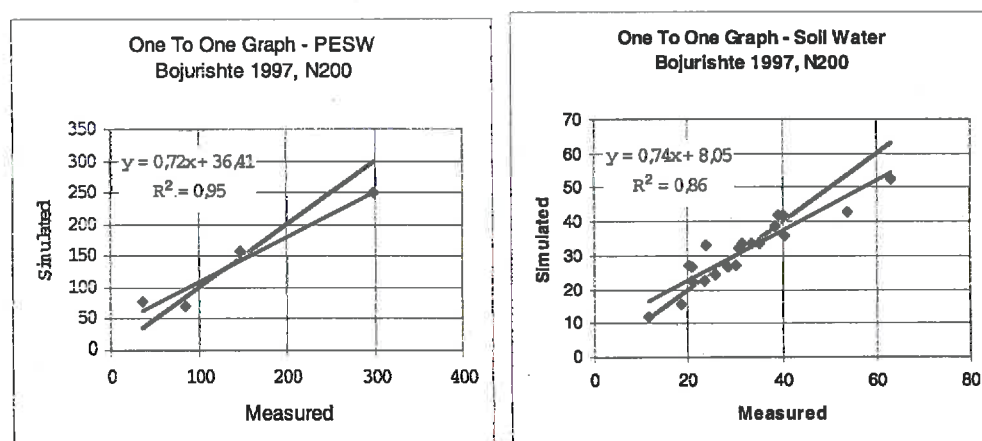 One To One Graph - PESW
Bojurishte 1997, N200
350
300
250
200
150
100
50
0
y = 0,72x+ 36,41
R² = 0,95
Simulated
0 100 200 300 400
Measured
One To One Graph - Soil Water
Bojurishte 1997, N200
70
60
50
40
30
20
10
0
y = 0,74x+ 8,05
R² = 0,86
Simulated
0 20 40 60 80
Measured